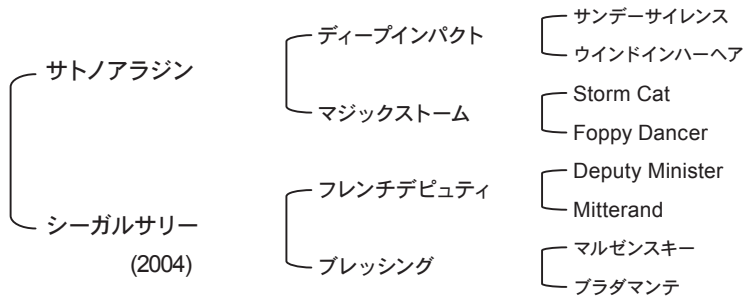 サトノアラジン
ディープインパクト
サンデーサイレンス
ウインドインハーヘア
マジックストーム
Storm Cat
Foppy Dancer
シーガルサリー
(2004)
フレンチデピュティ
Deputy Minister
Mitterand
ブレッシング
マルゼンスキー
ブラダマンテ